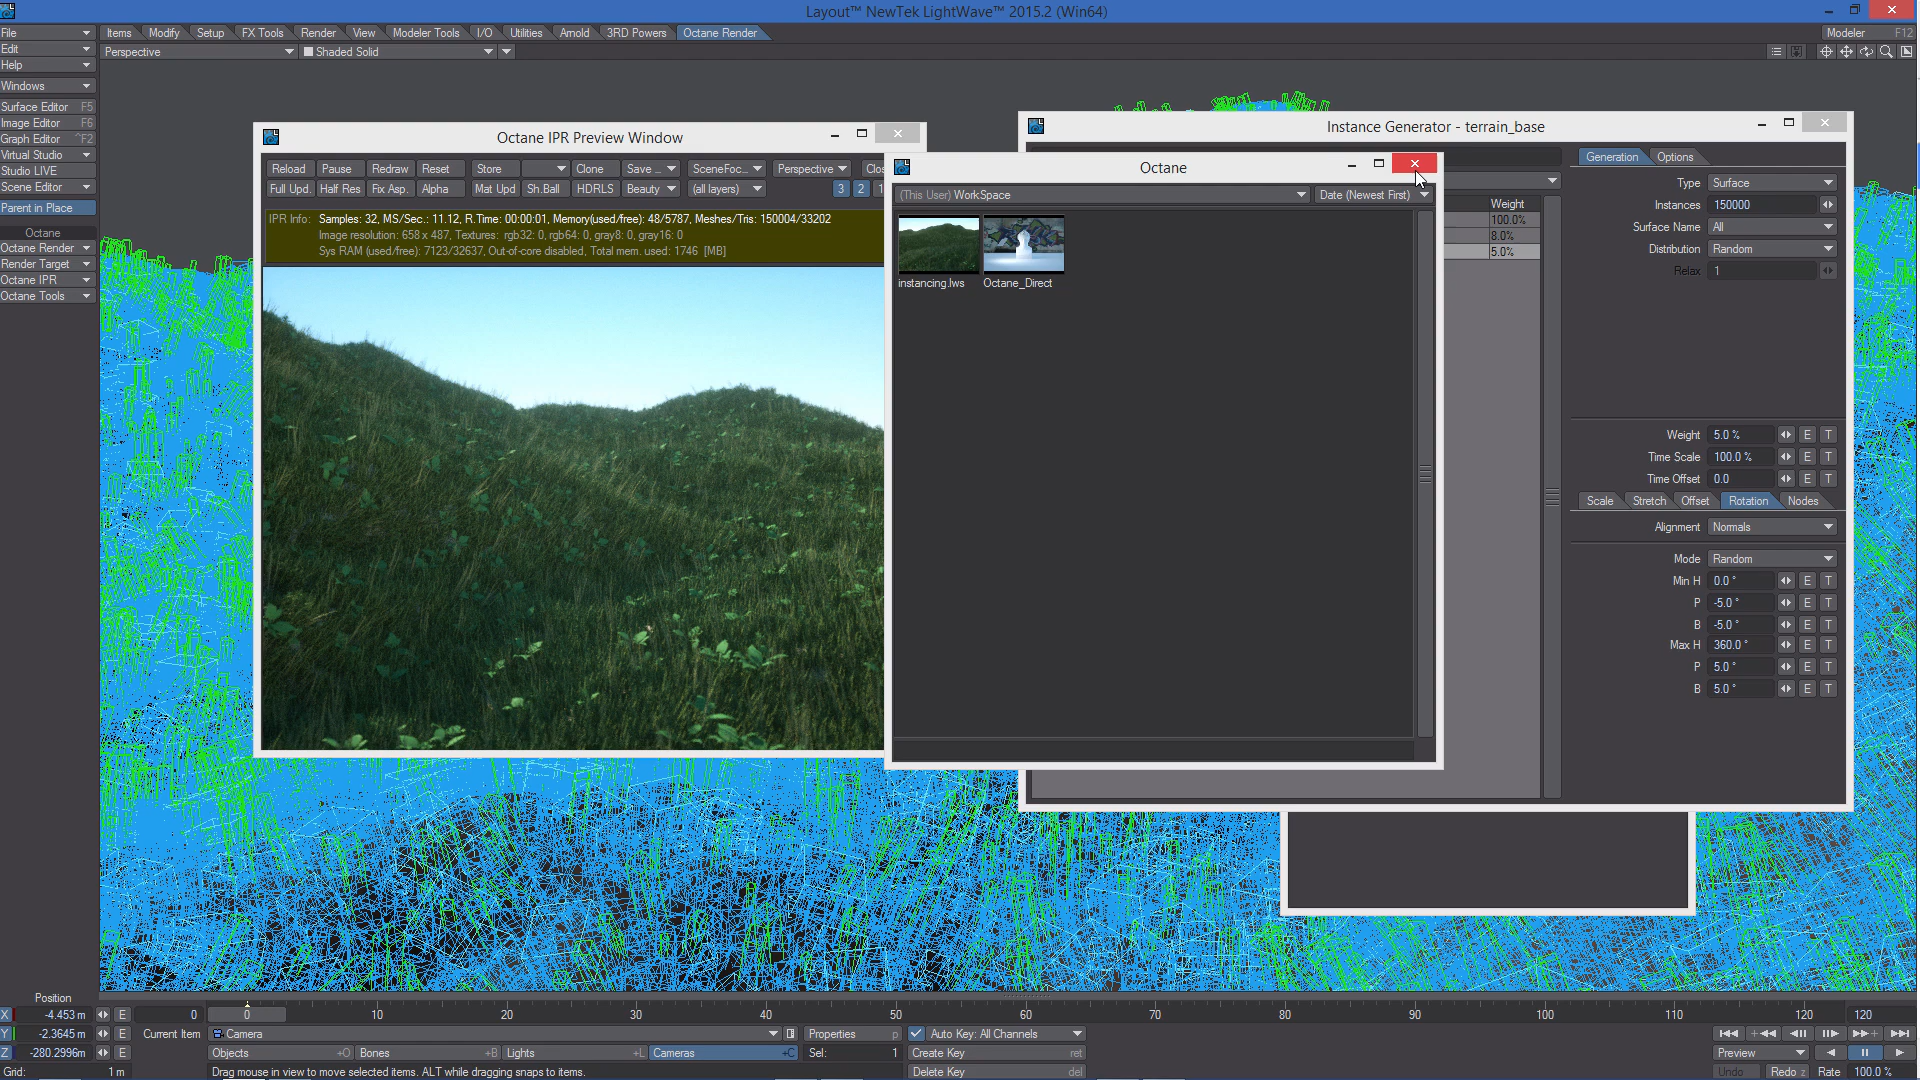 Layout™ NewTek LightWave™ 2015.2 (Win64)
File Items Modify Setup FX Tools Render View Modeler Tools I/O Utilities Arnold 3RD Powers Octane Render Modeler F12
Edit Perspective Shaded Solid
Help
Windows
Surface Editor F5
Image Editor F6
Graph Editor ^F2
Virtual Studio
Studio LIVE
Scene Editor
Parent in Place
Octane
Octane Render
Render Target
Octane IPR
Octane Tools
Octane IPR Preview Window
Reload Pause Redraw Reset Store Clone Save ... SceneFoc... Perspective Clos
Full Upd. Half Res Fix Asp. Alpha Mat Upd Sh.Ball HDRLS Beauty (all layers) 3 2 1
IPR Info: Samples: 32, MS/Sec.: 11.12, R.Time: 00:00:01, Memory(used/free): 48/5787, Meshes/Tris: 150004/33202
Image resolution: 658 x 487, Textures: rgb32: 0, rgb64: 0, gray8: 0, gray16: 0
Sys RAM (used/free): 7123/32637, Out-of-core disabled, Total mem. used: 1746 [MB]
Octane
(This User) WorkSpace Date (Newest First)
instancing.lws Octane_Direct
Instance Generator - terrain_base
Weight
100.0%
8.0%
5.0%
Generation Options
Type Surface
Instances 150000
Surface Name All
Distribution Random
Relax 1
Weight 5.0 % E T
Time Scale 100.0 % E T
Time Offset 0.0 E T
Scale Stretch Offset Rotation Nodes
Alignment Normals
Mode Random
Min H 0.0 ° E T
P -5.0 ° E T
B -5.0 ° E T
Max H 360.0 ° E T
P 5.0 ° E T
B 5.0 ° E T
Position
X -4.453 m E 0 0 10 20 30 40 50 60 70 80 90 100 110 120 120
Y -2.3645 m E Current Item Camera Properties p Auto Key: All Channels
Z -280.2996m E Objects +O Bones +B Lights +L Cameras +C Sel: 1 Create Key ret Preview
Grid: 1 m Drag mouse in view to move selected items. ALT while dragging snaps to items. Delete Key del Undo Redo z Rate 100.0 %